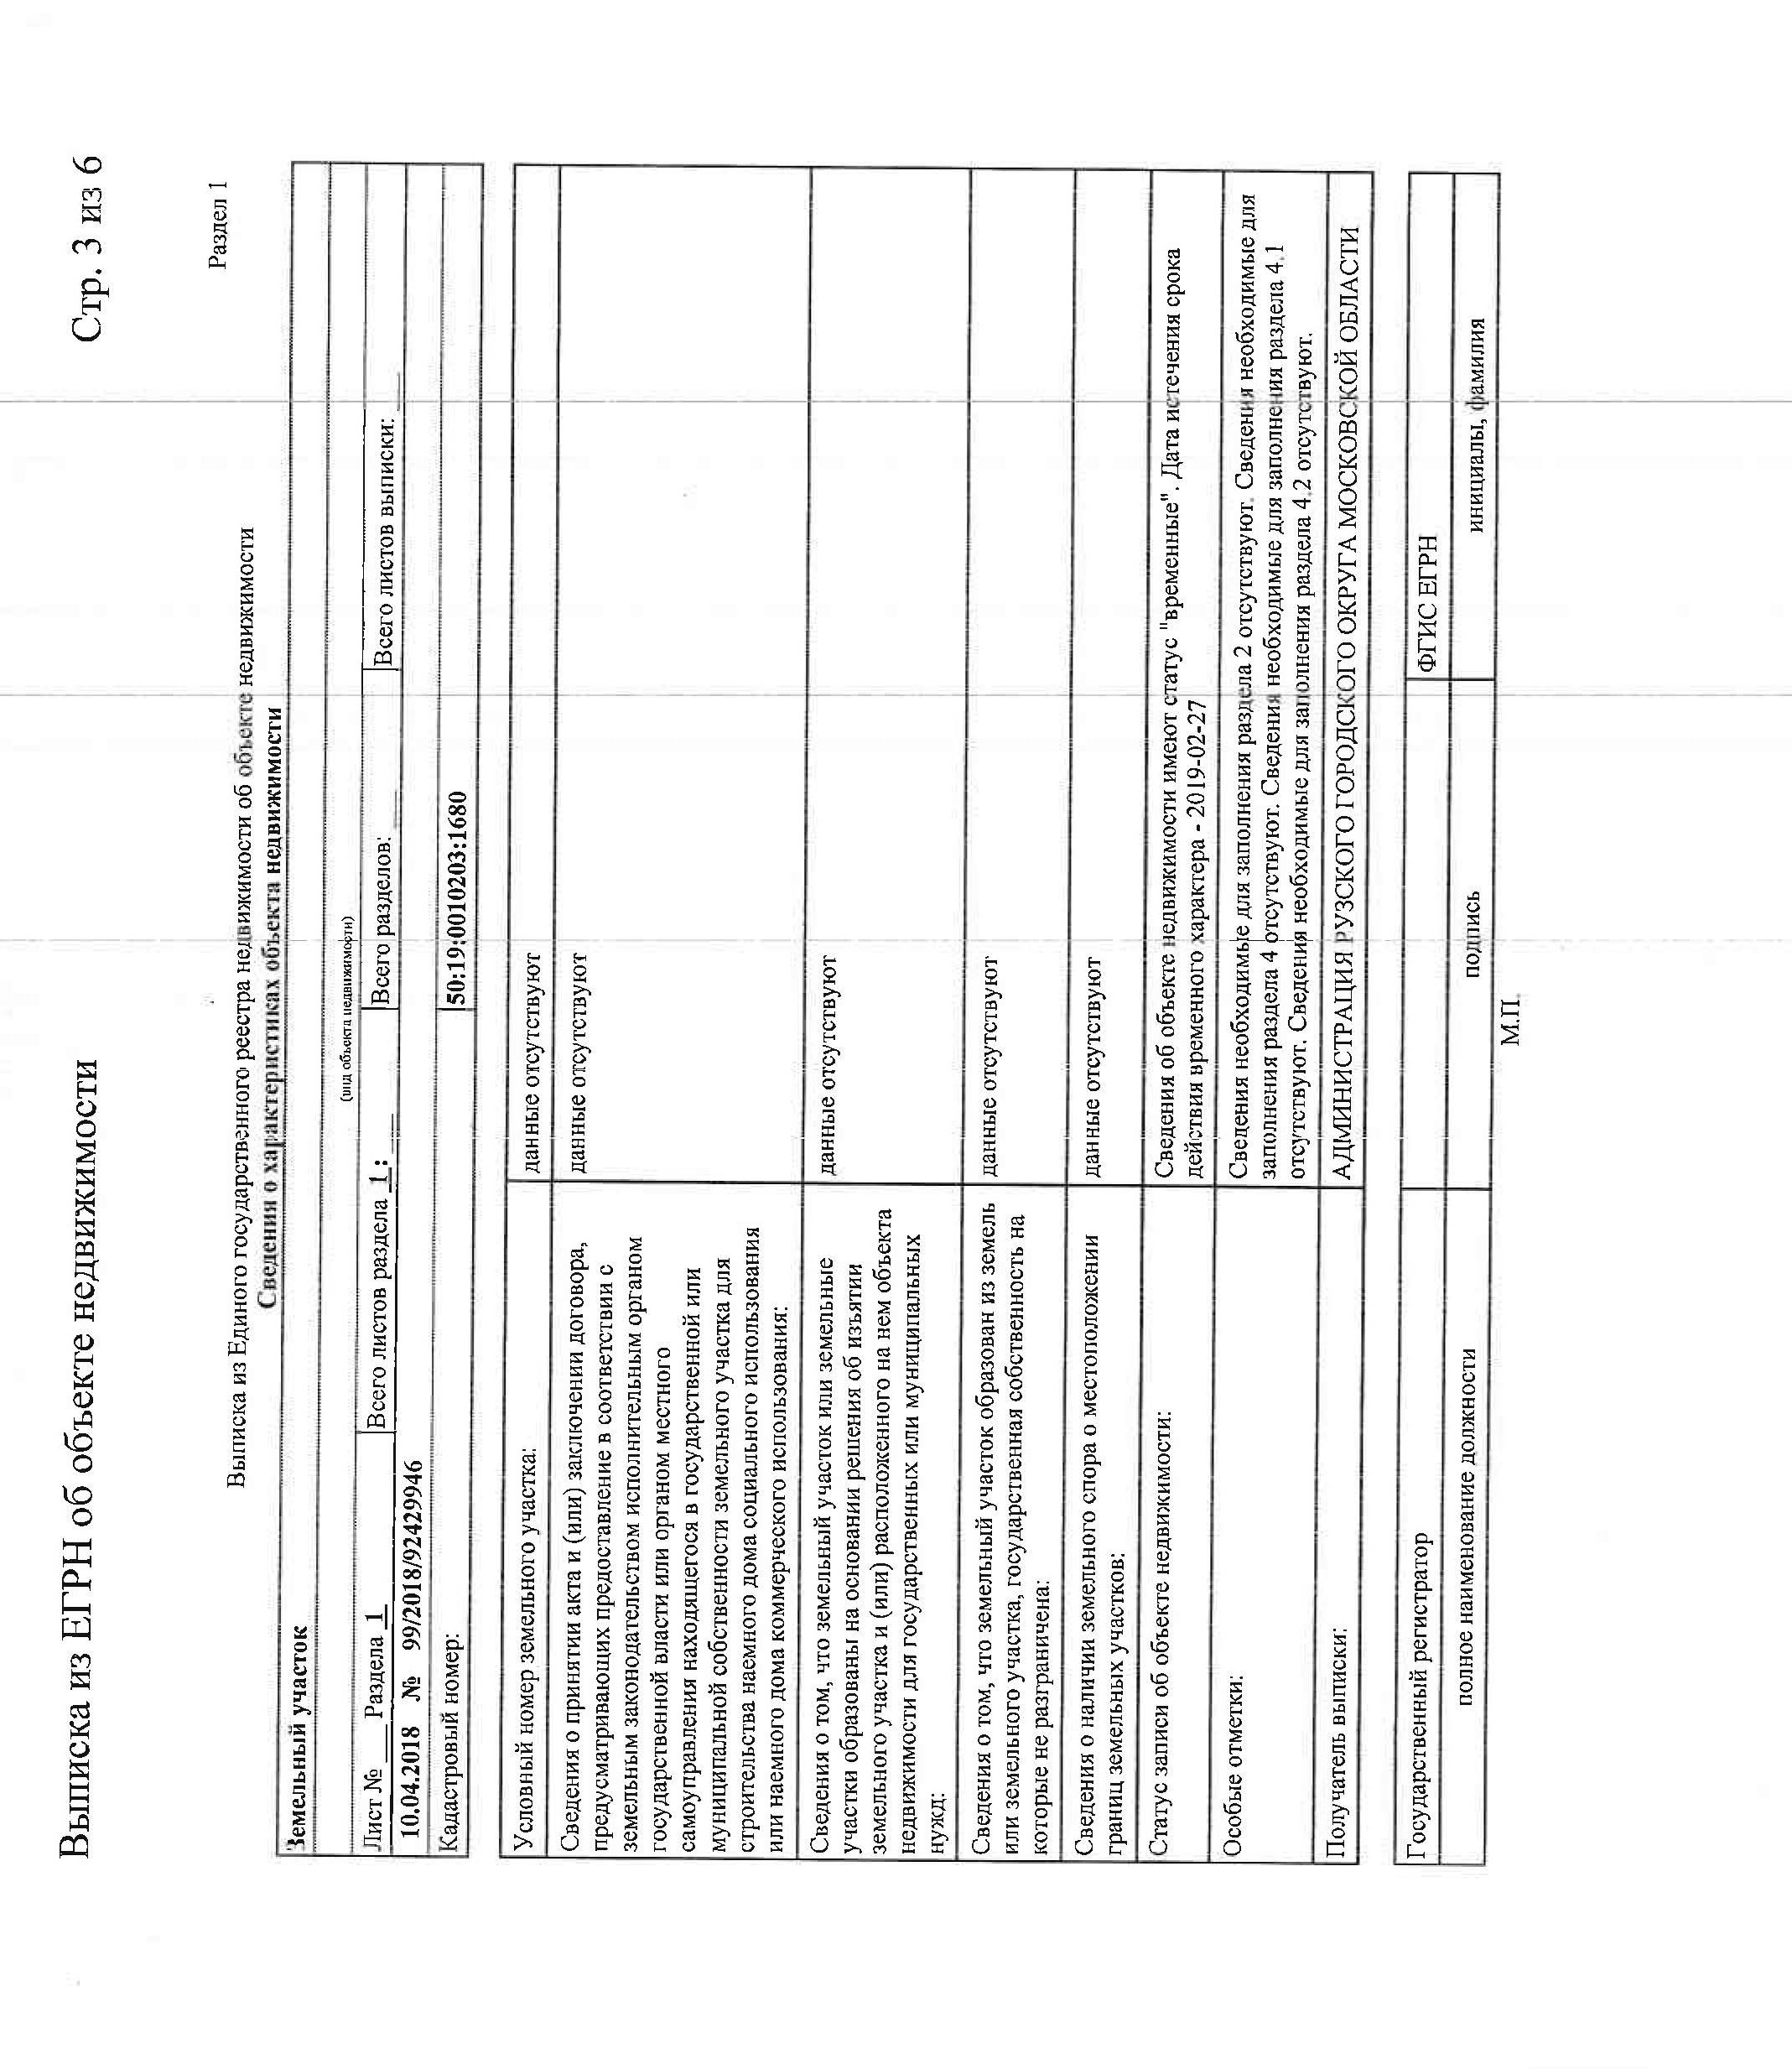 Выписка из ЕГРН об объекте недвижимости Стр. 3 из 6
Раздел 1
Выписка из Единого государственного реестра недвижимости об объекте недвижимости
Сведения о характеристиках объекта недвижимости
Земельный участок
(вид объекта недвижимости)
Лист № ___ Раздела 1 Всего листов раздела 1 : ___ Всего разделов: ___ Всего листов выписки: ___
10.04.2018 № 99/2018/92429946
Кадастровый номер: 50:19:0010203:1680
Условный номер земельного участка: данные отсутствуют
Сведения о принятии акта и (или) заключении договора, данные отсутствуют
предусматривающих предоставление в соответствии с
земельным законодательством исполнительным органом
государственной власти или органом местного
самоуправления находящегося в государственной или
муниципальной собственности земельного участка для
строительства наемного дома социального использования
или наемного дома коммерческого использования:
Сведения о том, что земельный участок или земельные данные отсутствуют
участки образованы на основании решения об изъятии
земельного участка и (или) расположенного на нем объекта
недвижимости для государственных или муниципальных
нужд:
Сведения о том, что земельный участок образован из земель данные отсутствуют
или земельного участка, государственная собственность на
которые не разграничена:
Сведения о наличии земельного спора о местоположении данные отсутствуют
границ земельных участков:
Статус записи об объекте недвижимости: Сведения об объекте недвижимости имеют статус "временные". Дата истечения срока
действия временного характера - 2019-02-27
Особые отметки: Сведения необходимые для заполнения раздела 2 отсутствуют. Сведения необходимые для
заполнения раздела 4 отсутствуют. Сведения необходимые для заполнения раздела 4.1
отсутствуют. Сведения необходимые для заполнения раздела 4.2 отсутствуют.
Получатель выписки: АДМИНИСТРАЦИЯ РУЗСКОГО ГОРОДСКОГО ОКРУГА МОСКОВСКОЙ ОБЛАСТИ
Государственный регистратор ФГИС ЕГРН
полное наименование должности подпись инициалы, фамилия
М.П.